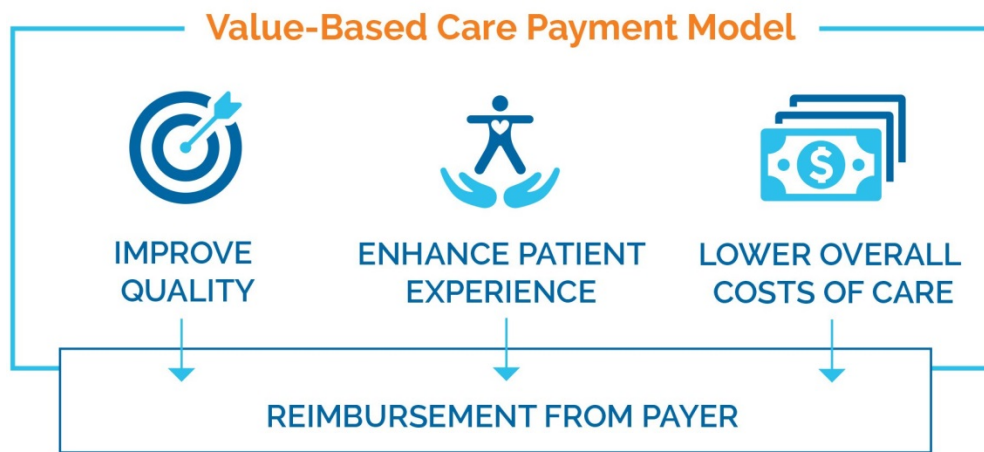 Value-Based Care Payment Model
IMPROVE
QUALITY
ENHANCE PATIENT
EXPERIENCE
$
LOWER OVERALL
COSTS OF CARE
REIMBURSEMENT FROM PAYER